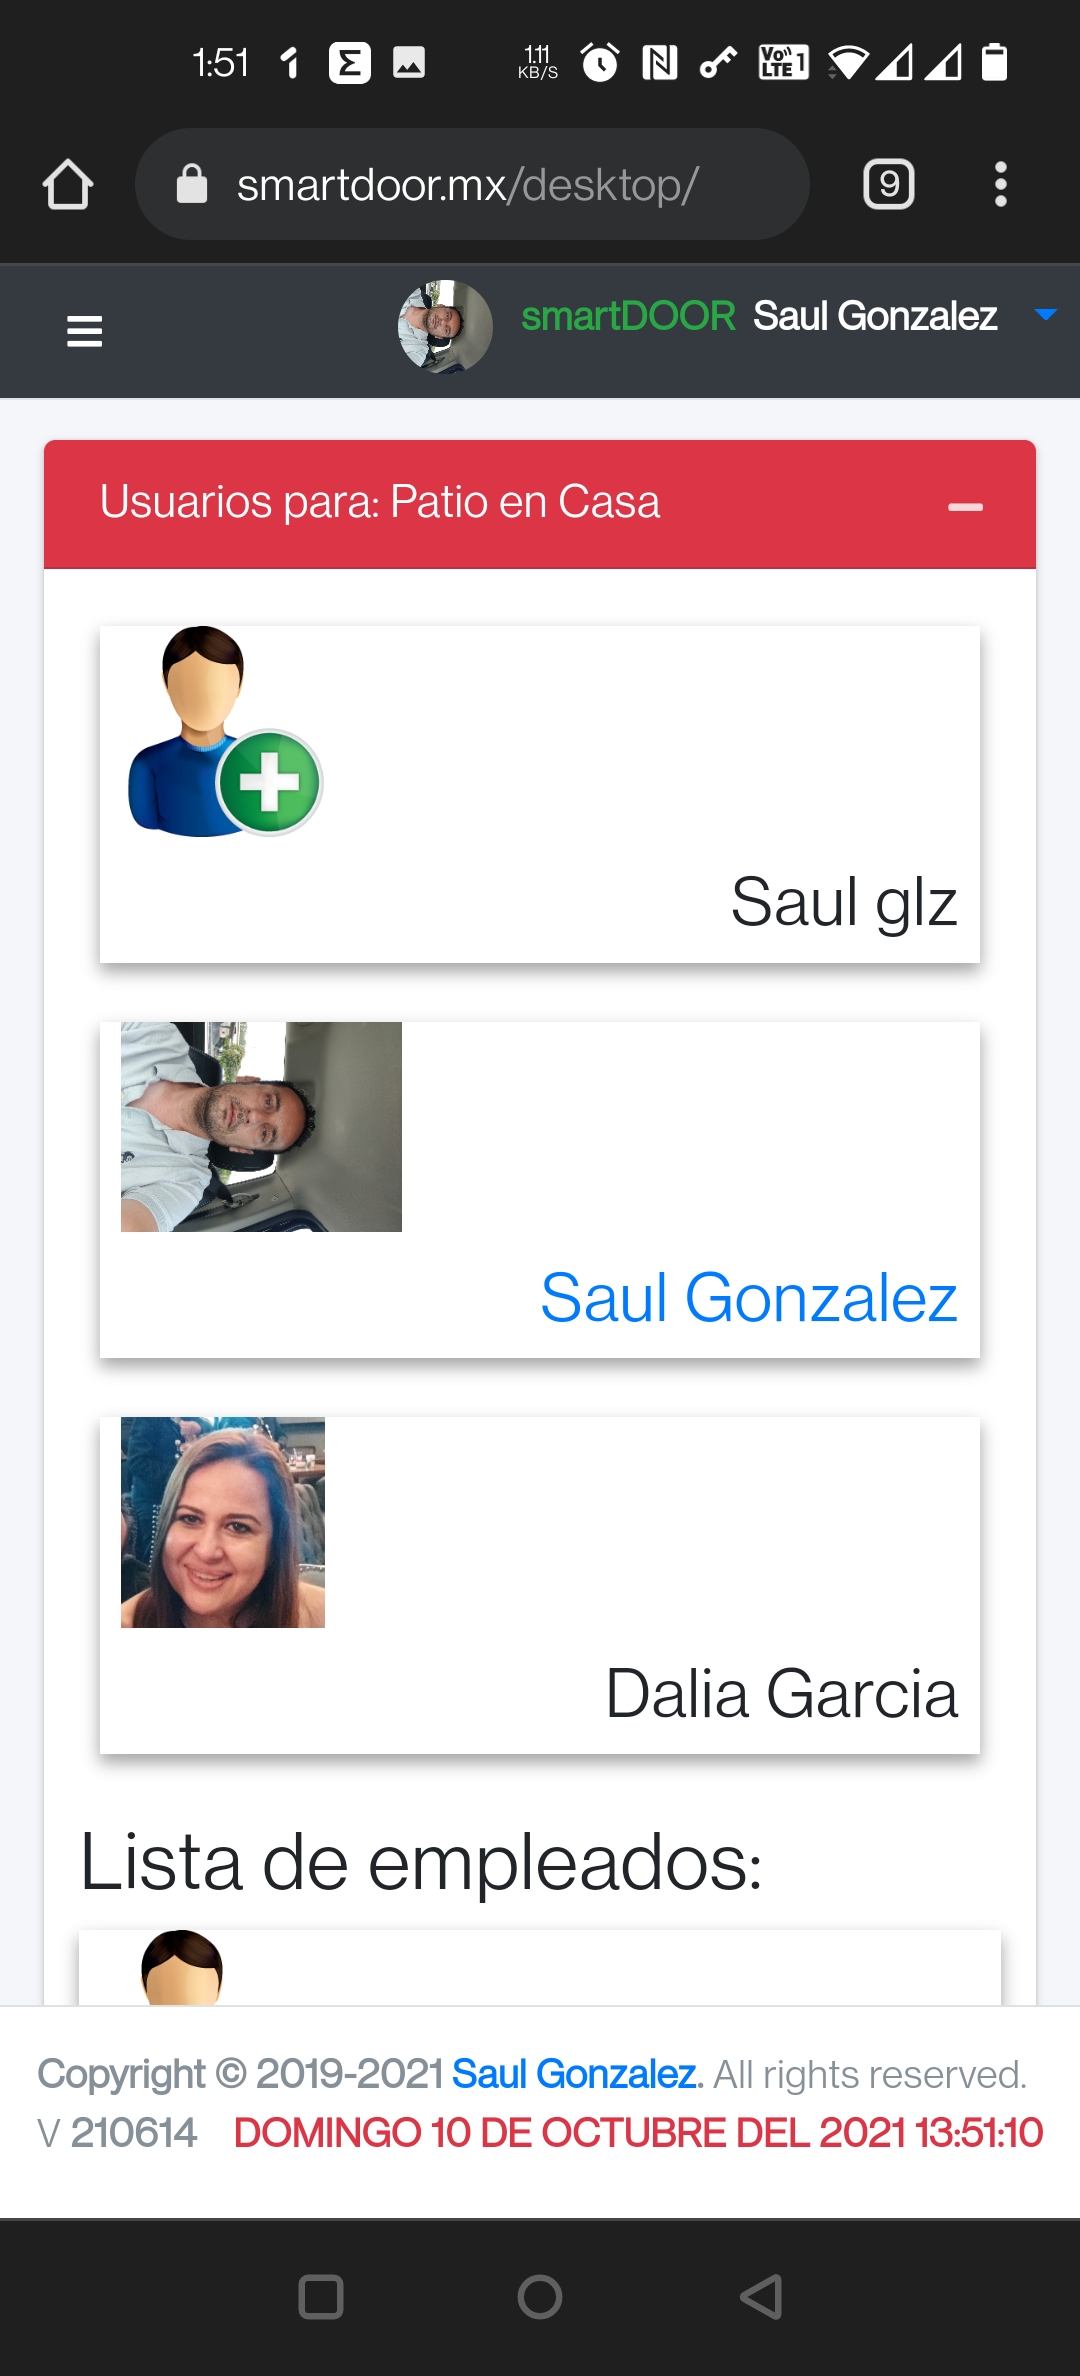 1:51
1.11
KB/S
Vo)) 1
LTE
smartdoor.mx/desktop/
9
smartDOOR Saul Gonzalez
Usuarios para: Patio en Casa
Saul glz
Saul Gonzalez
Dalia Garcia
Lista de empleados:
Copyright © 2019-2021 Saul Gonzalez. All rights reserved.
V 210614 DOMINGO 10 DE OCTUBRE DEL 2021 13:51:10